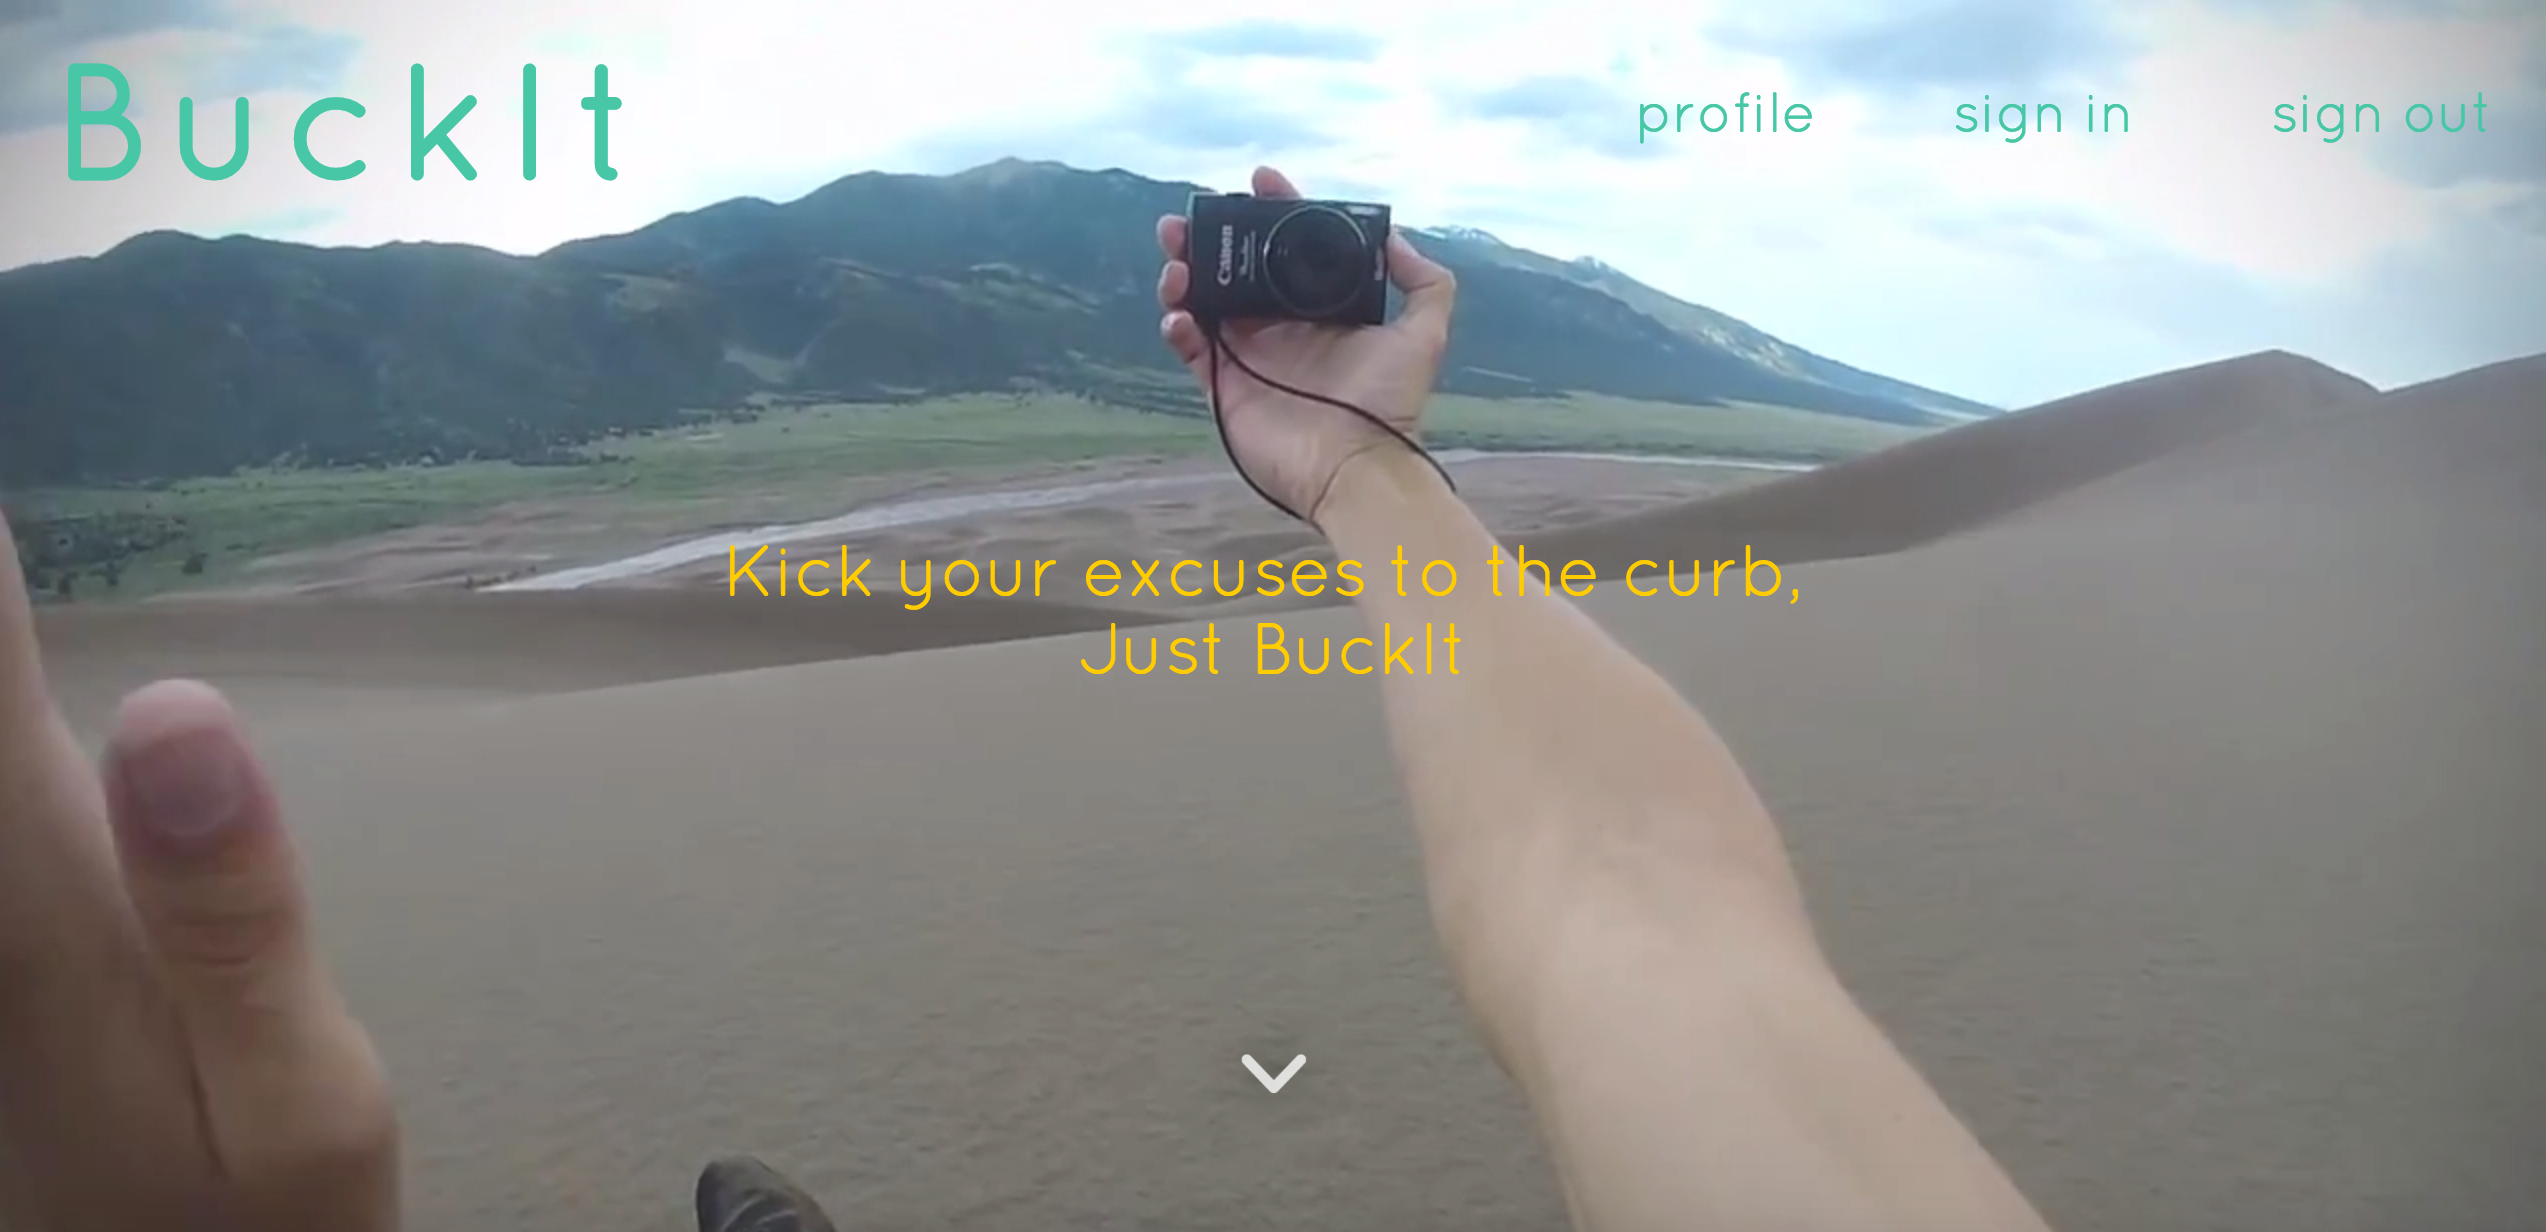 BuckIt
profile sign in sign out
Canon
Kick your excuses to the curb,
Just BuckIt